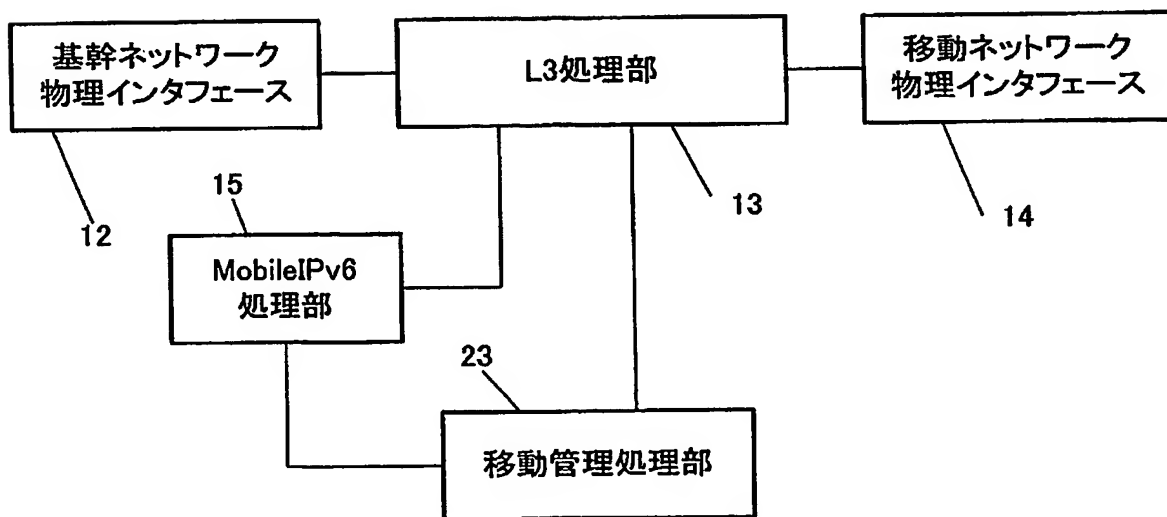 基幹ネットワーク
物理インタフェース
L3処理部
移動ネットワーク
物理インタフェース
12
13
14
15
MobileIPv6
処理部
23
移動管理処理部